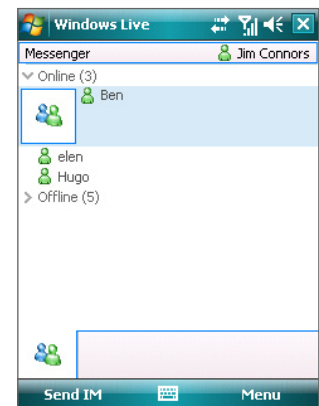 Windows Live
Messenger Jim Connors
Online (3)
Ben
elen
Hugo
Offline (5)
Send IM Menu